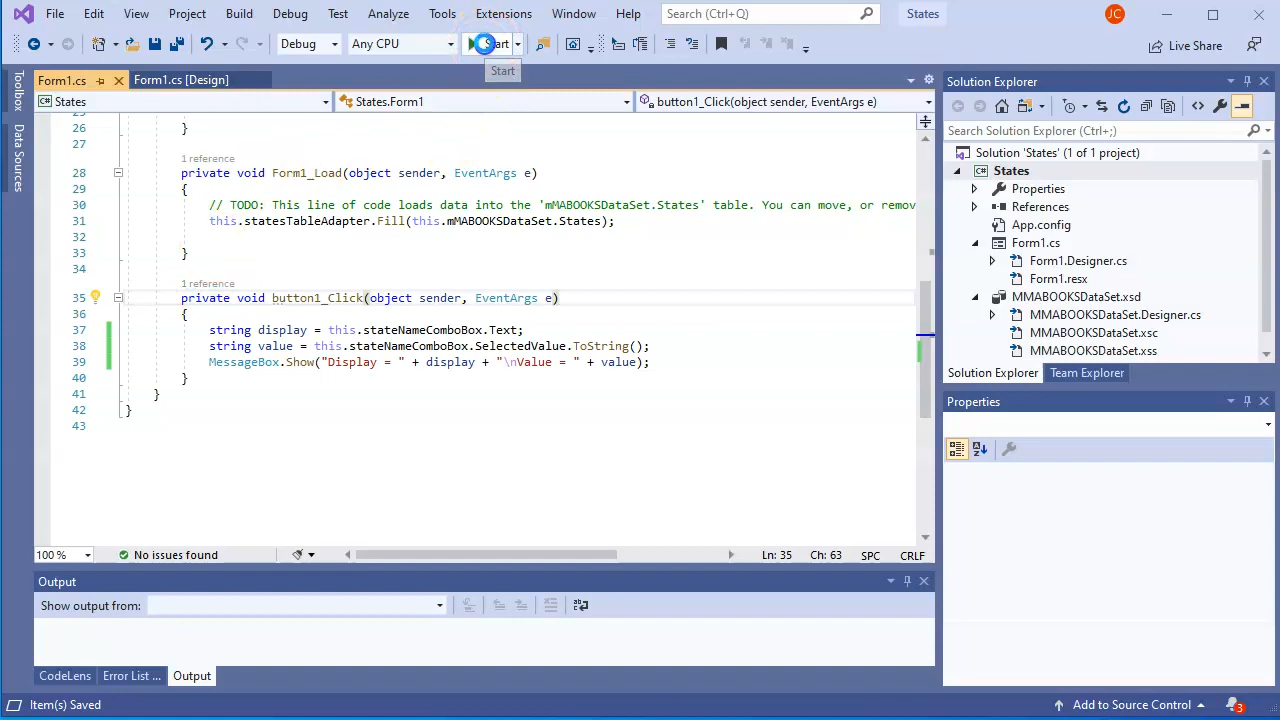 File Edit View Project Build Debug Test Analyze Tools Extensions Window Help Search (Ctrl+Q) States JC
Debug Any CPU Start Live Share
Start
Toolbox
Data Sources
Form1.cs Form1.cs [Design]
States States.Form1 button1_Click(object sender, EventArgs e)
26 }
27
1 reference
28 private void Form1_Load(object sender, EventArgs e)
29 {
30 // TODO: This line of code loads data into the 'mMABOOKSDataSet.States' table. You can move, or remov
31 this.statesTableAdapter.Fill(this.mMABOOKSDataSet.States);
32
33 }
34
1 reference
35 private void button1_Click(object sender, EventArgs e)
36 {
37 string display = this.stateNameComboBox.Text;
38 string value = this.stateNameComboBox.SelectedValue.ToString();
39 MessageBox.Show("Display = " + display + "\nValue = " + value);
40 }
41 }
42 }
43
100 % No issues found Ln: 35 Ch: 63 SPC CRLF
Output
Show output from:
CodeLens Error List ... Output
Solution Explorer
Search Solution Explorer (Ctrl+;)
Solution 'States' (1 of 1 project)
States
Properties
References
App.config
Form1.cs
Form1.Designer.cs
Form1.resx
MMABOOKSDataSet.xsd
MMABOOKSDataSet.Designer.cs
MMABOOKSDataSet.xsc
MMABOOKSDataSet.xss
Solution Explorer Team Explorer
Properties
Item(s) Saved Add to Source Control 3